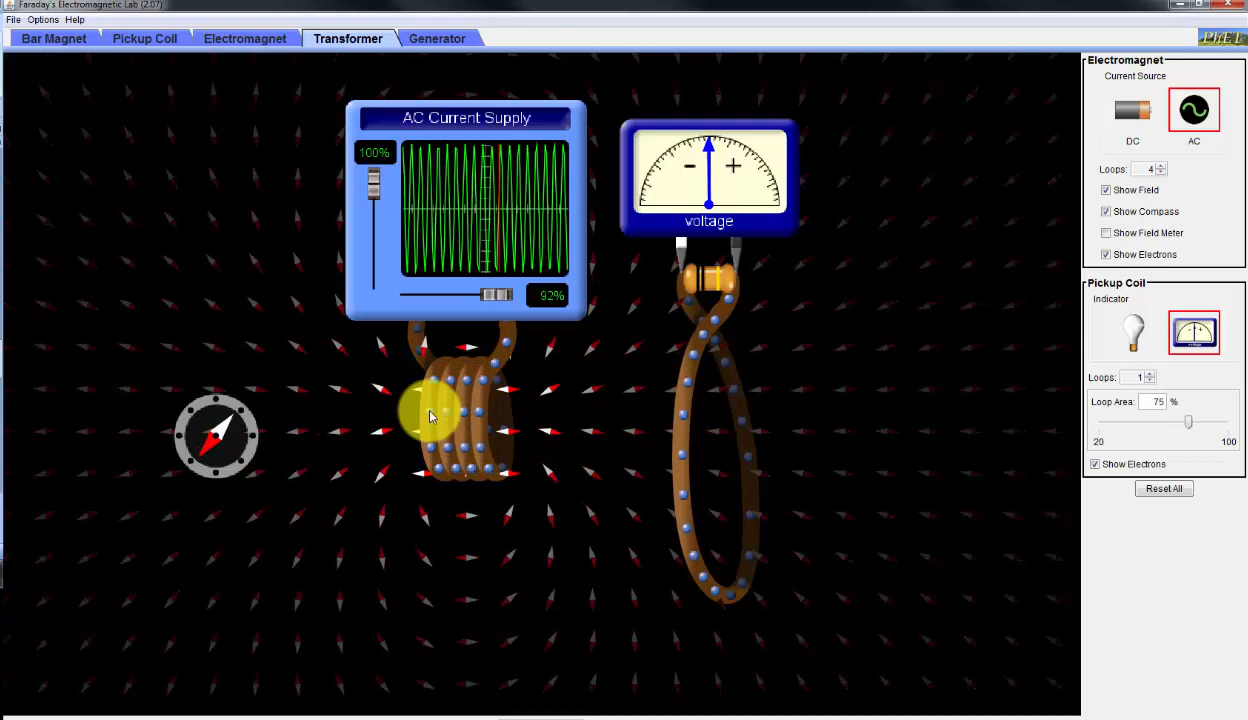 Faraday's Electromagnetic Lab (2.07)
File Options Help
Bar Magnet Pickup Coil Electromagnet Transformer Generator
PhET
Electromagnet
Current Source
DC AC
Loops: 4
Show Field
Show Compass
Show Field Meter
Show Electrons
Pickup Coil
Indicator
voltage
Loops: 1
Loop Area: 75 %
20 100
Show Electrons
Reset All
AC Current Supply
100%
92%
- +
voltage